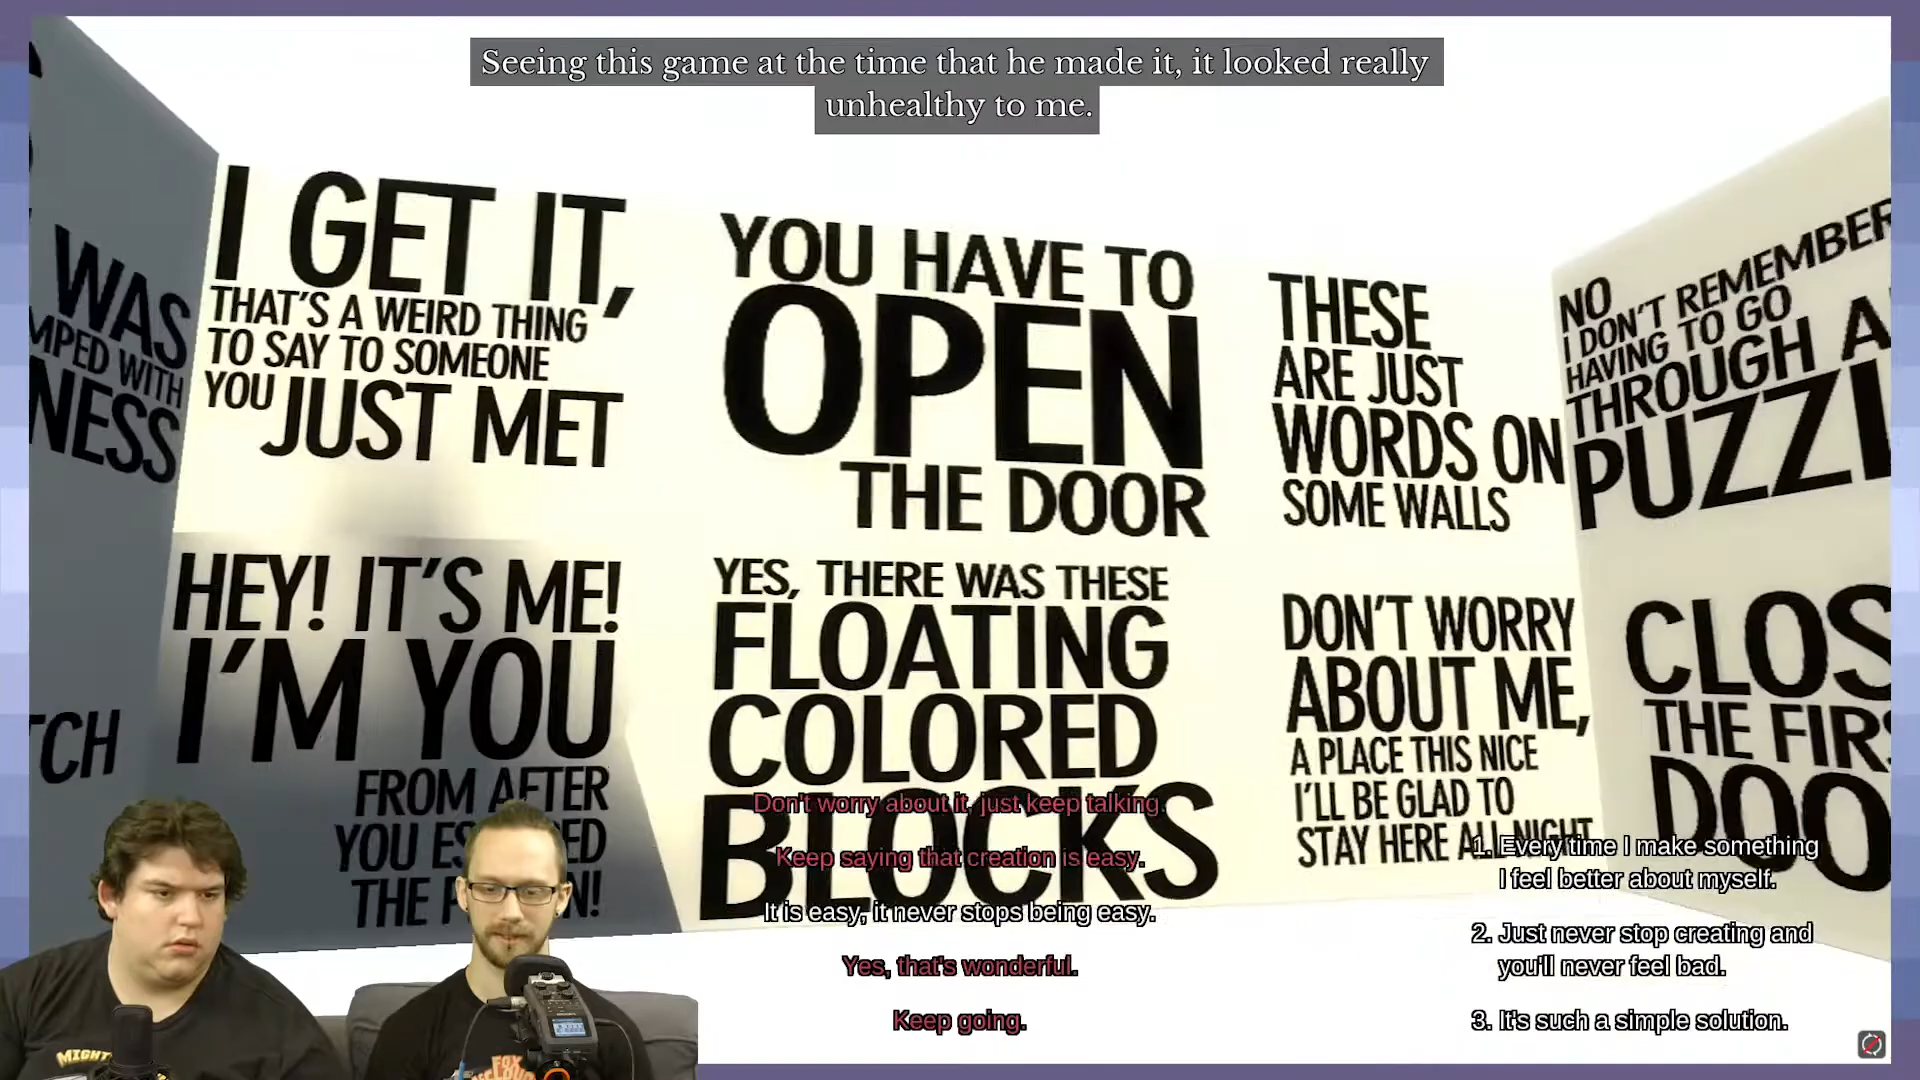 Seeing this game at the time that he made it, it looked really
unhealthy to me.
WAS
MPED WITH
NESS
TCH
I GET IT,
THAT'S A WEIRD THING
TO SAY TO SOMEONE
YOU JUST MET
HEY! IT'S ME!
I'M YOU
FROM AFTER
THE
YOU HAVE TO
OPEN
THE DOOR
YES, THERE WAS THESE
FLOATING
COLORED
BLOCKS
THESE
ARE JUST
WORDS ON
SOME WALLS
DON'T WORRY
ABOUT ME,
A PLACE THIS NICE
I'LL BE GLAD TO
STAY HERE ALL NIGHT
NO
I DON'T REMEMBER
HAVING TO GO
THROUGH A
PUZZL
CLOS
THE FIRS
DOO
Don't worry about it, just keep talking.
Keep saying that creation is easy.
It is easy, it never stops being easy.
Yes, that's wonderful.
Keep going.
1. Every time I make something
I feel better about myself.
2. Just never stop creating and
you'll never feel bad.
3. It's such a simple solution.
MIGHT
FOX